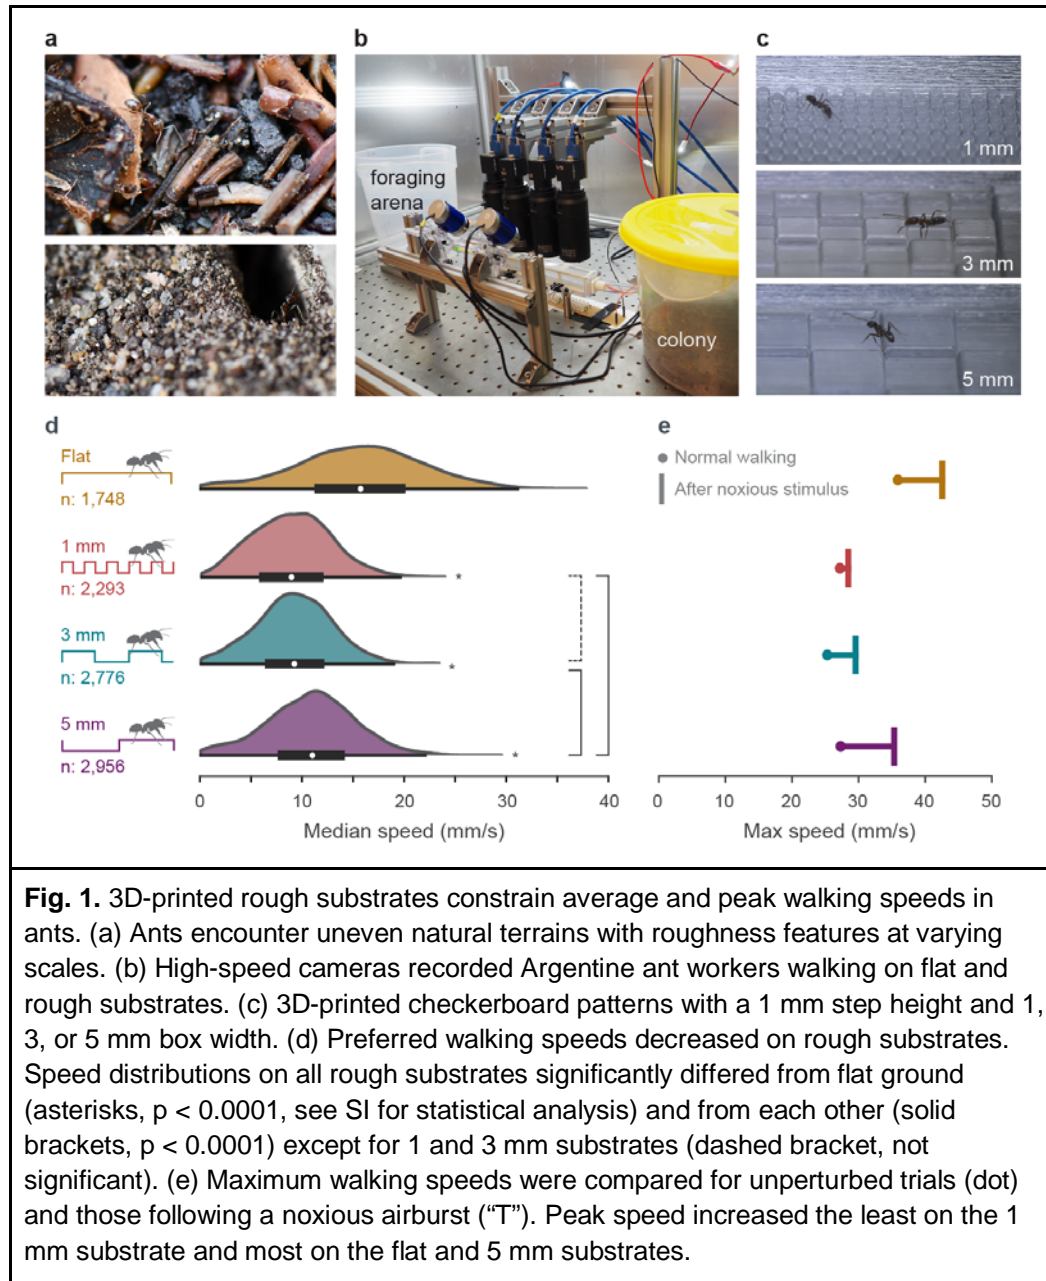 a
b
c
foraging
arena
colony
1 mm
3 mm
5 mm
d
e
Flat
n: 1,748
1 mm
n: 2,293
*
3 mm
n: 2,776
*
5 mm
n: 2,956
*
0 10 20 30 40
Median speed (mm/s)
Normal walking
After noxious stimulus
0 10 20 30 40 50
Max speed (mm/s)
Fig. 1. 3D-printed rough substrates constrain average and peak walking speeds in
ants. (a) Ants encounter uneven natural terrains with roughness features at varying
scales. (b) High-speed cameras recorded Argentine ant workers walking on flat and
rough substrates. (c) 3D-printed checkerboard patterns with a 1 mm step height and 1,
3, or 5 mm box width. (d) Preferred walking speeds decreased on rough substrates.
Speed distributions on all rough substrates significantly differed from flat ground
(asterisks, p < 0.0001, see SI for statistical analysis) and from each other (solid
brackets, p < 0.0001) except for 1 and 3 mm substrates (dashed bracket, not
significant). (e) Maximum walking speeds were compared for unperturbed trials (dot)
and those following a noxious airburst (“T”). Peak speed increased the least on the 1
mm substrate and most on the flat and 5 mm substrates.